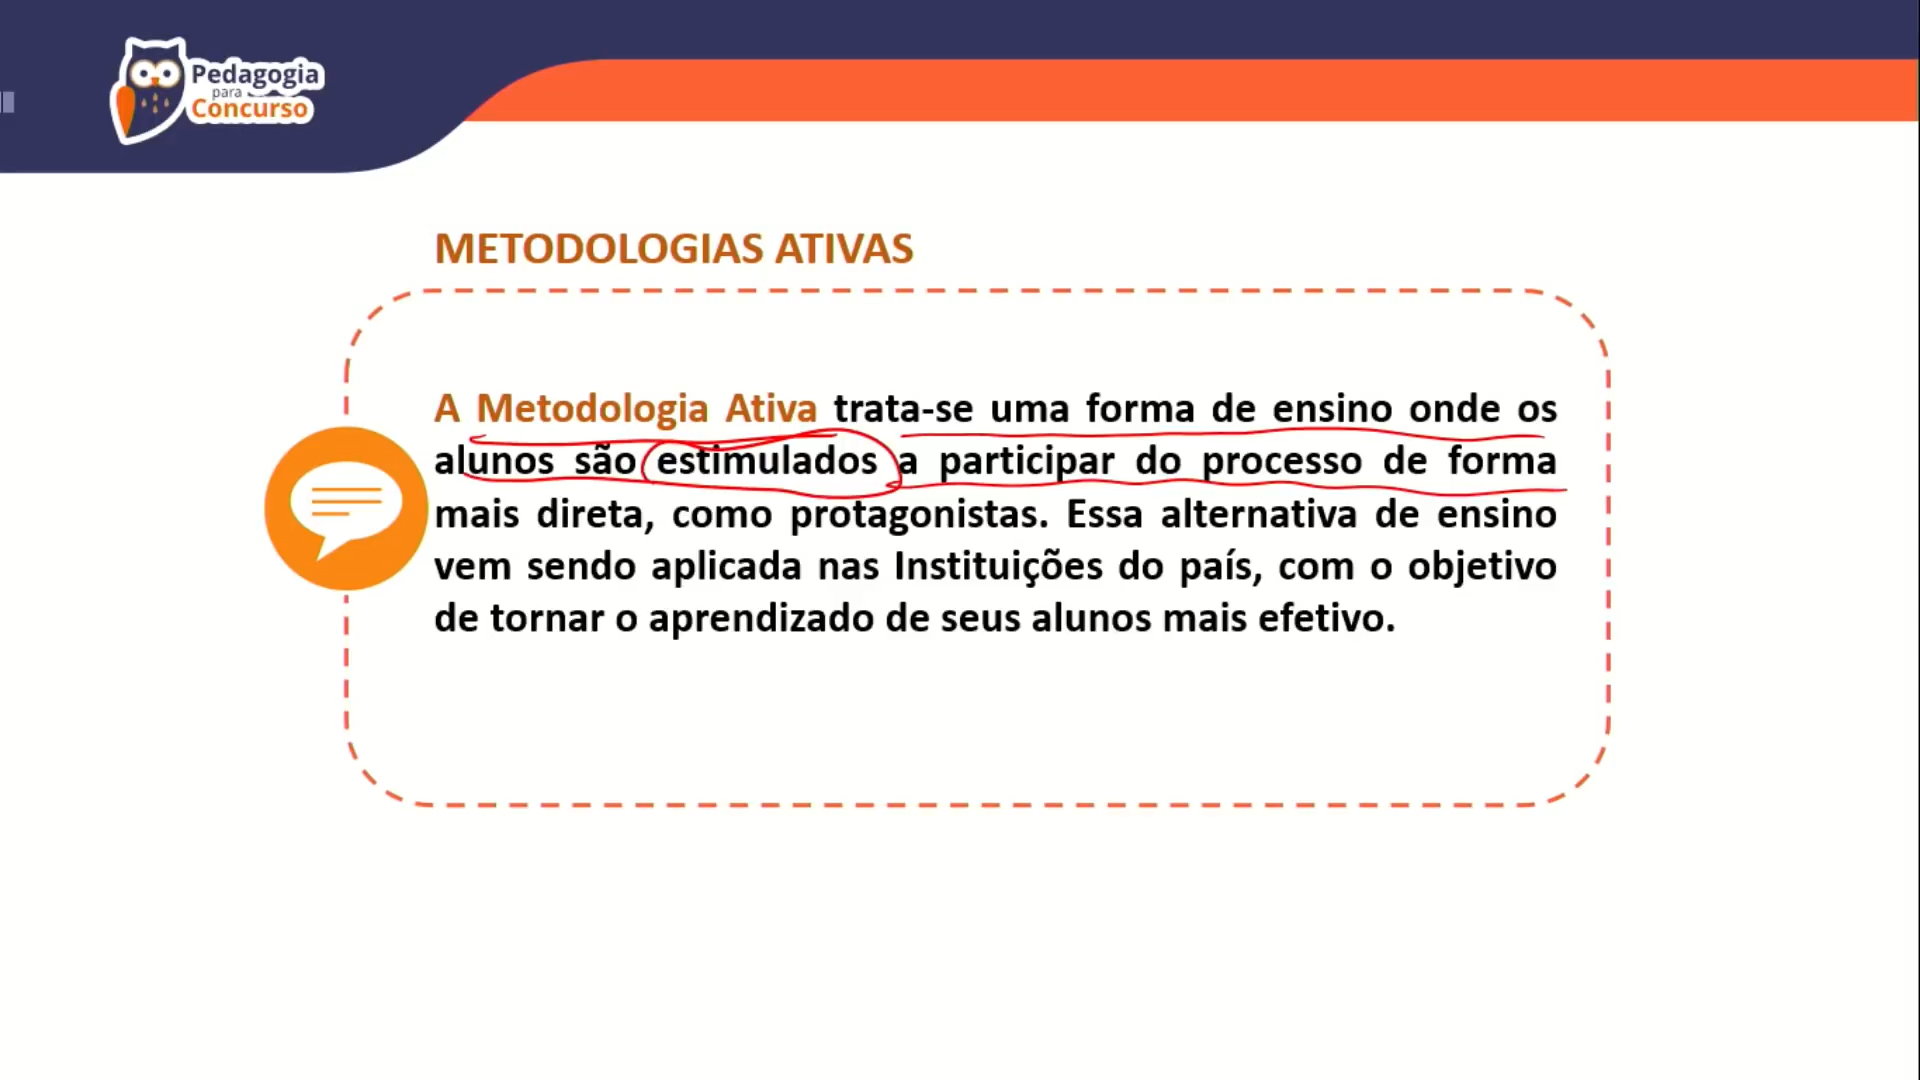 Pedagogia
para
Concurso
METODOLOGIAS ATIVAS
A Metodologia Ativa trata-se uma forma de ensino onde os
alunos são estimulados a participar do processo de forma
mais direta, como protagonistas. Essa alternativa de ensino
vem sendo aplicada nas Instituições do país, com o objetivo
de tornar o aprendizado de seus alunos mais efetivo.